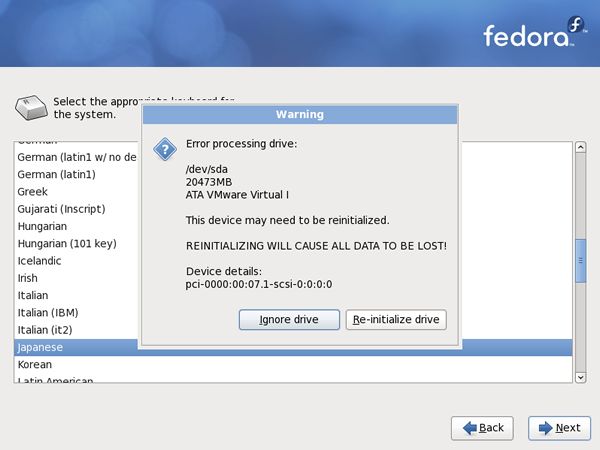 fedora
Select the appropriate keyboard for
the system.
Warning
Error processing drive:
/dev/sda
20473MB
ATA VMware Virtual I
This device may need to be reinitialized.
REINITIALIZING WILL CAUSE ALL DATA TO BE LOST!
Device details:
pci-0000:00:07.1-scsi-0:0:0:0
Ignore drive
Re-initialize drive
German
German (latin1 w/ no de
German (latin1)
Greek
Gujarati (Inscript)
Hungarian
Hungarian (101 key)
Icelandic
Irish
Italian
Italian (IBM)
Italian (it2)
Japanese
Korean
Latin American
Back
Next